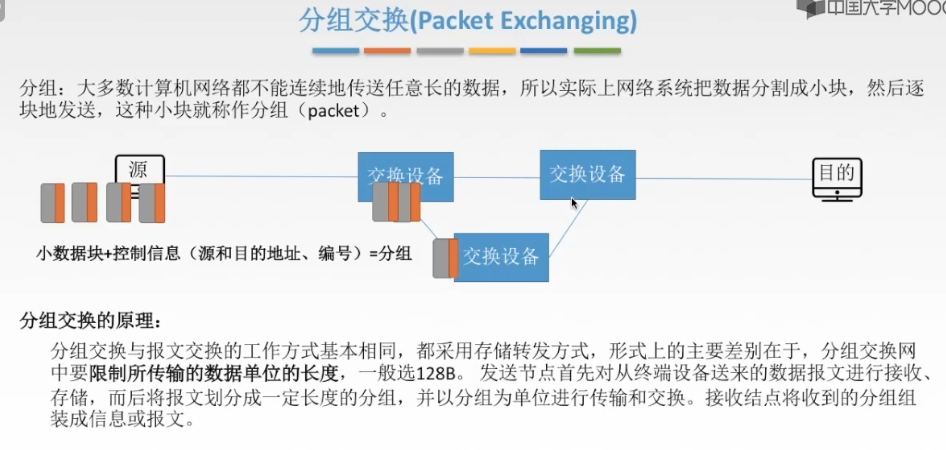 中国大学MOO
分组交换(Packet Exchanging)
分组：大多数计算机网络都不能连续地传送任意长的数据，所以实际上网络系统把数据分割成小块，然后逐
块地发送，这种小块就称作分组（packet）。
源
交换设备
交换设备
目的
小数据块+控制信息（源和目的地址、编号）=分组
交换设备
分组交换的原理：
分组交换与报文交换的工作方式基本相同，都采用存储转发方式，形式上的主要差别在于，分组交换网
中要限制所传输的数据单位的长度，一般选128B。 发送节点首先对从终端设备送来的数据报文进行接收、
存储，而后将报文划分成一定长度的分组，并以分组为单位进行传输和交换。接收结点将收到的分组组
装成信息或报文。